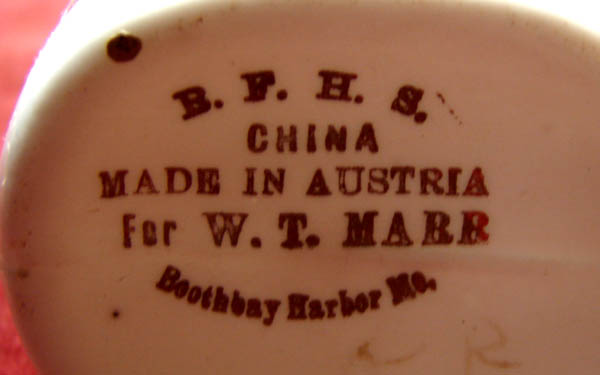 B. F. H. S.
CHINA
MADE IN AUSTRIA
For W. T. MARR
Boothbay Harbor Me.